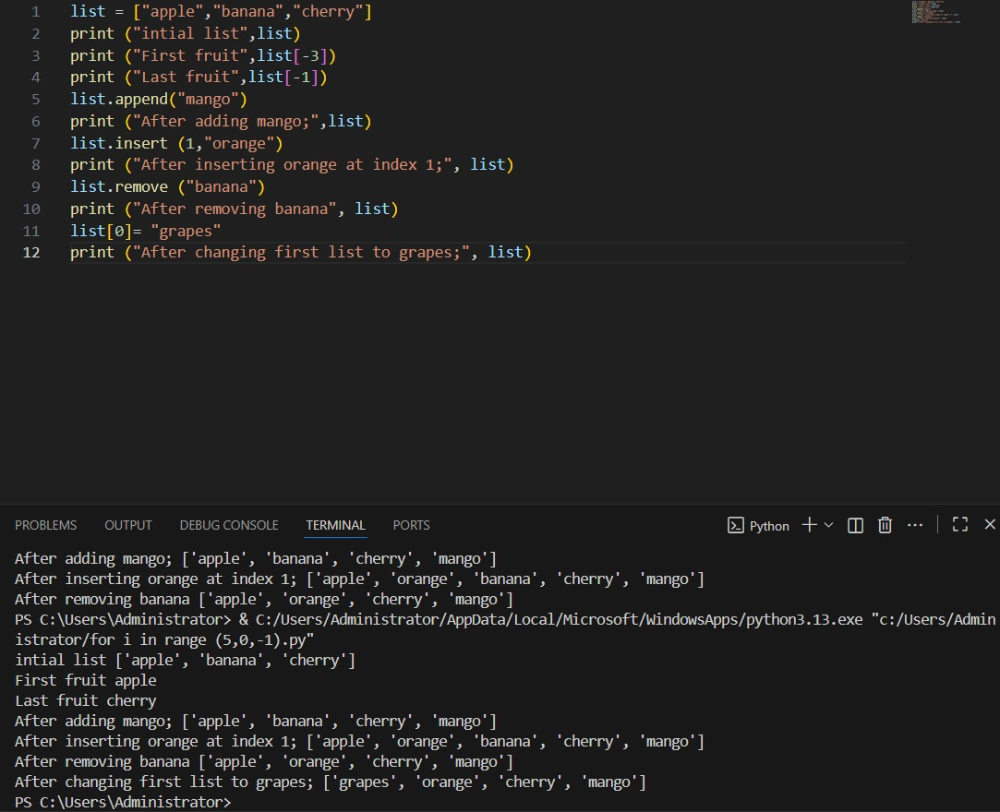 1 list = ["apple","banana","cherry"]
2 print ("intial list",list)
3 print ("First fruit",list[-3])
4 print ("Last fruit",list[-1])
5 list.append("mango")
6 print ("After adding mango;",list)
7 list.insert (1,"orange")
8 print ("After inserting orange at index 1;", list)
9 list.remove ("banana")
10 print ("After removing banana", list)
11 list[0]= "grapes"
12 print ("After changing first list to grapes;", list)
PROBLEMS OUTPUT DEBUG CONSOLE TERMINAL PORTS Python
After adding mango; ['apple', 'banana', 'cherry', 'mango']
After inserting orange at index 1; ['apple', 'orange', 'banana', 'cherry', 'mango']
After removing banana ['apple', 'orange', 'cherry', 'mango']
PS C:\Users\Administrator> & C:/Users/Administrator/AppData/Local/Microsoft/WindowsApps/python3.13.exe "c:/Users/Admin
istrator/for i in range (5,0,-1).py"
intial list ['apple', 'banana', 'cherry']
First fruit apple
Last fruit cherry
After adding mango; ['apple', 'banana', 'cherry', 'mango']
After inserting orange at index 1; ['apple', 'orange', 'banana', 'cherry', 'mango']
After removing banana ['apple', 'orange', 'cherry', 'mango']
After changing first list to grapes; ['grapes', 'orange', 'cherry', 'mango']
PS C:\Users\Administrator>